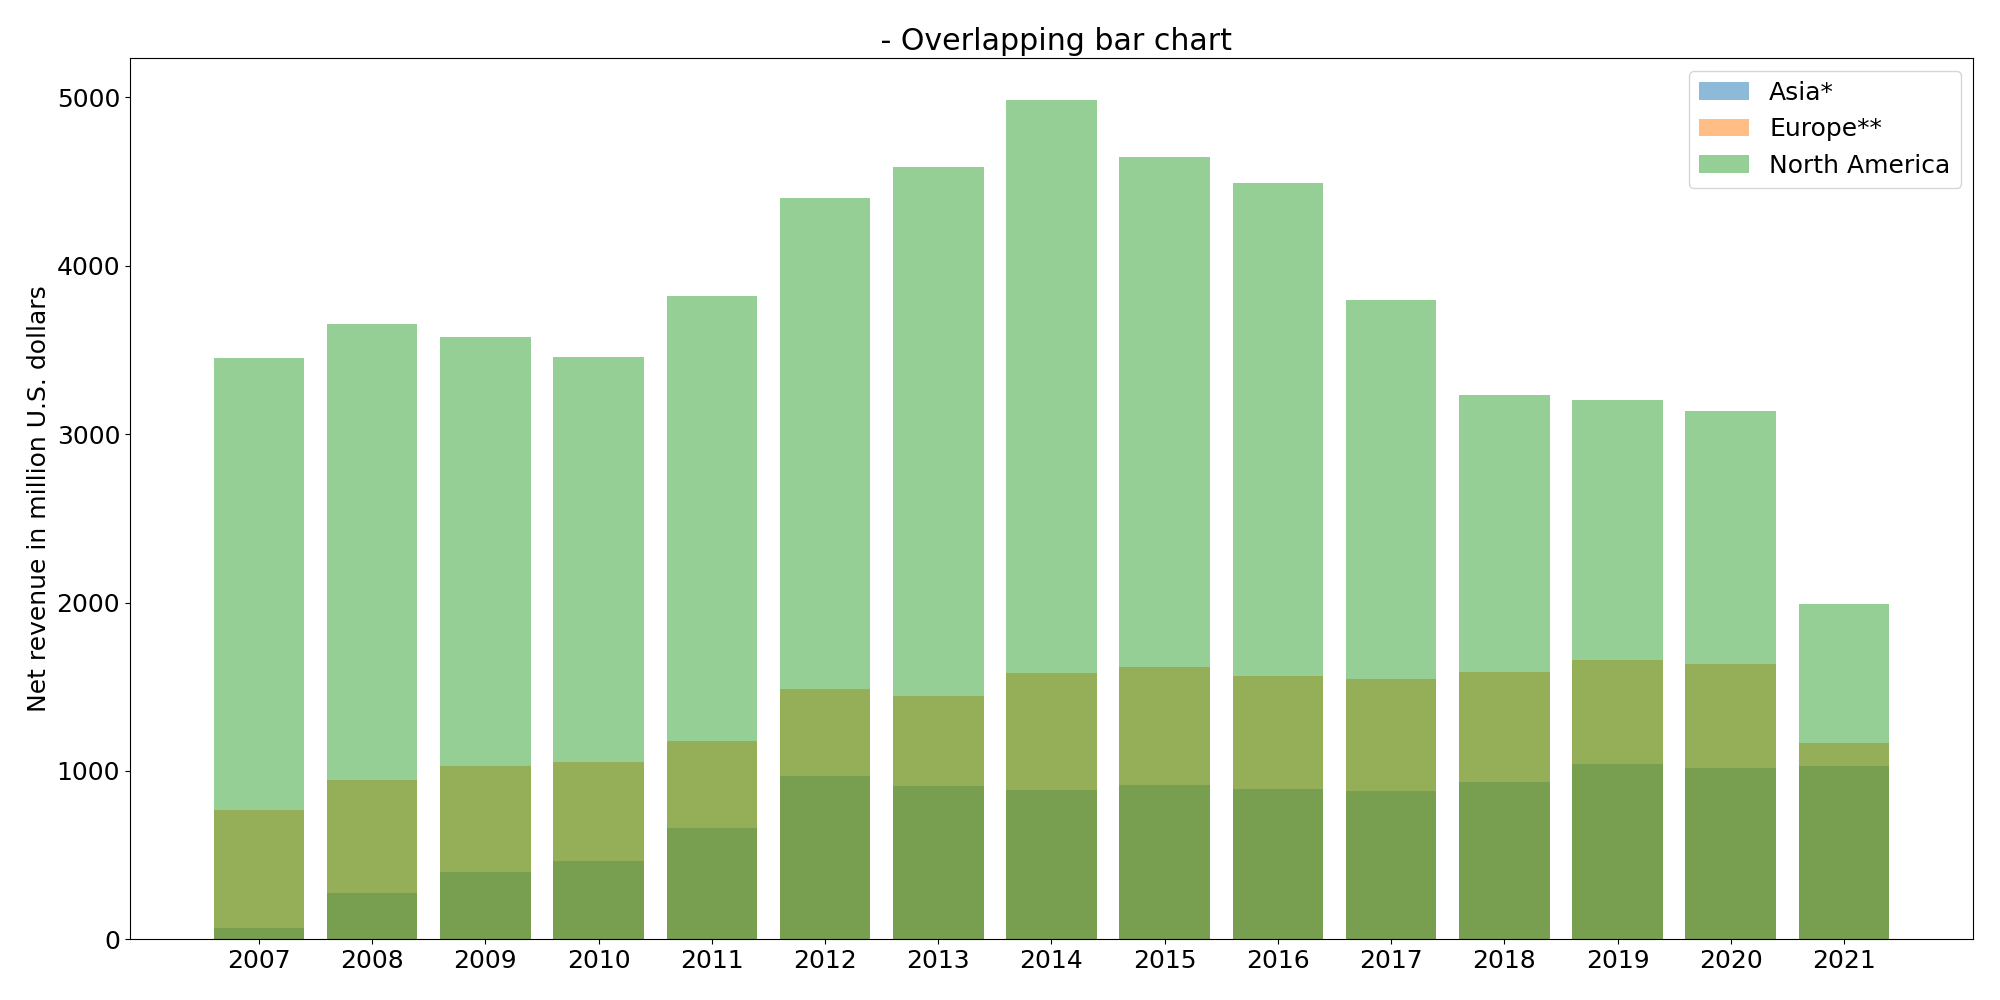 - Overlapping bar chart
Net revenue in million U.S. dollars
5000
4000
3000
2000
1000
0
Asia*
Europe**
North America
2007 2008 2009 2010 2011 2012 2013 2014 2015 2016 2017 2018 2019 2020 2021